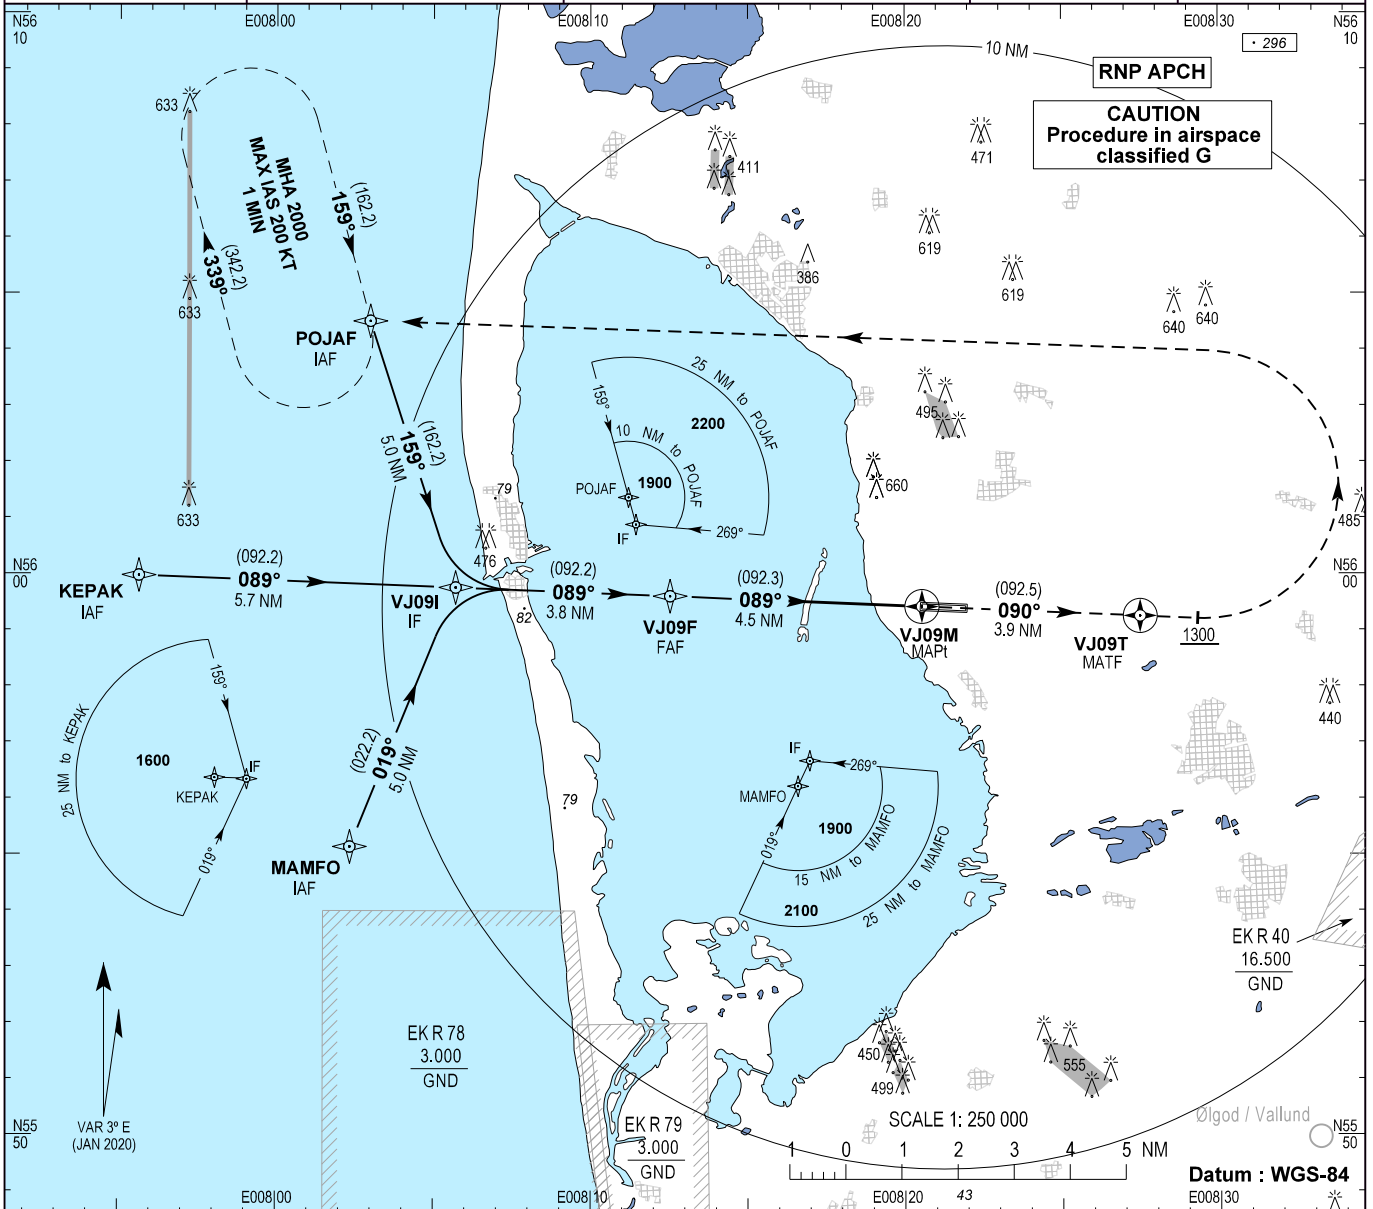 N56
10
E008 00
E008 10
E008 20
E008 30
N56
10
10 NM
296
RNP APCH
CAUTION
Procedure in airspace
classified G
633
MHA 2000
MAX IAS 200 KT
1 MIN
(162.2)
159°
(342.2)
339°
411
471
619
386
619
633
640
640
POJAF
IAF
25 NM to POJAF
2200
159°
10 NM to POJAF
1900
POJAF
IF
269°
495
(162.2)
159°
5.0 NM
660
485
633
79
476
N56
00
N56
00
KEPAK
IAF
(092.2)
089°
5.7 NM
VJ09I
IF
82
(092.2)
089°
3.8 NM
VJ09F
FAF
(092.3)
089°
4.5 NM
VJ09M
MAPt
(092.5)
090°
3.9 NM
VJ09T
MATF
1300
440
25 NM to KEPAK
159°
1600
IF
KEPAK
019°
(022.2)
019°
5.0 NM
MAMFO
IAF
79
IF
269°
MAMFO
1900
019°
15 NM to MAMFO
2100
25 NM to MAMFO
EK R 40
16.500
GND
EK R 78
3.000
GND
450
499
555
VAR 3° E
(JAN 2020)
N55
50
EK R 79
3.000
GND
SCALE 1: 250 000
1 0 1 2 3 4 5 NM
Ølgod / Vallund
N55
50
Datum : WGS-84
E008 00
E008 10
E008 20
43
E008 30